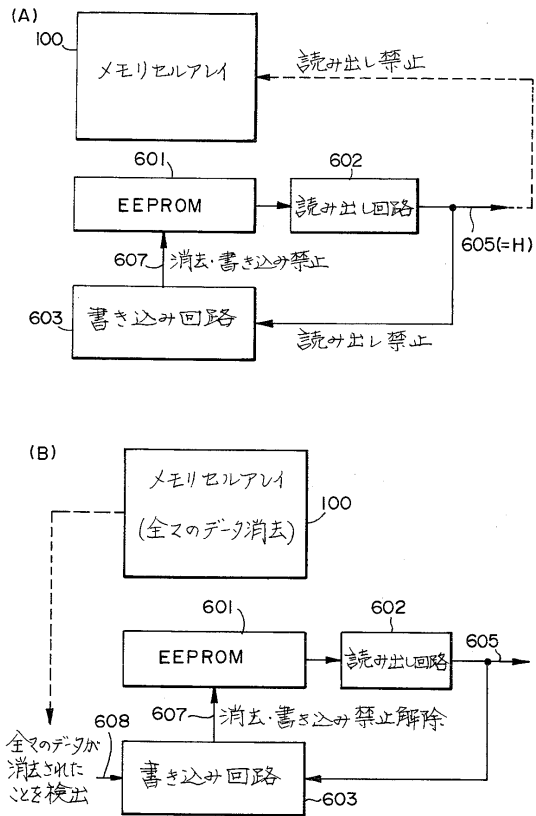 (A)
100
メモリセルアレイ
読み出し禁止
601
602
EEPROM
読み出し回路
605(=H)
607
消去・書き込み禁止
603
書き込み回路
読み出し禁止
(B)
メモリセルアレイ
(全てのデータ消去)
100
601
602
605
EEPROM
読み出し回路
607
消去・書き込み禁止解除
全てのデータが
消去された
ことを検出
608
書き込み回路
603